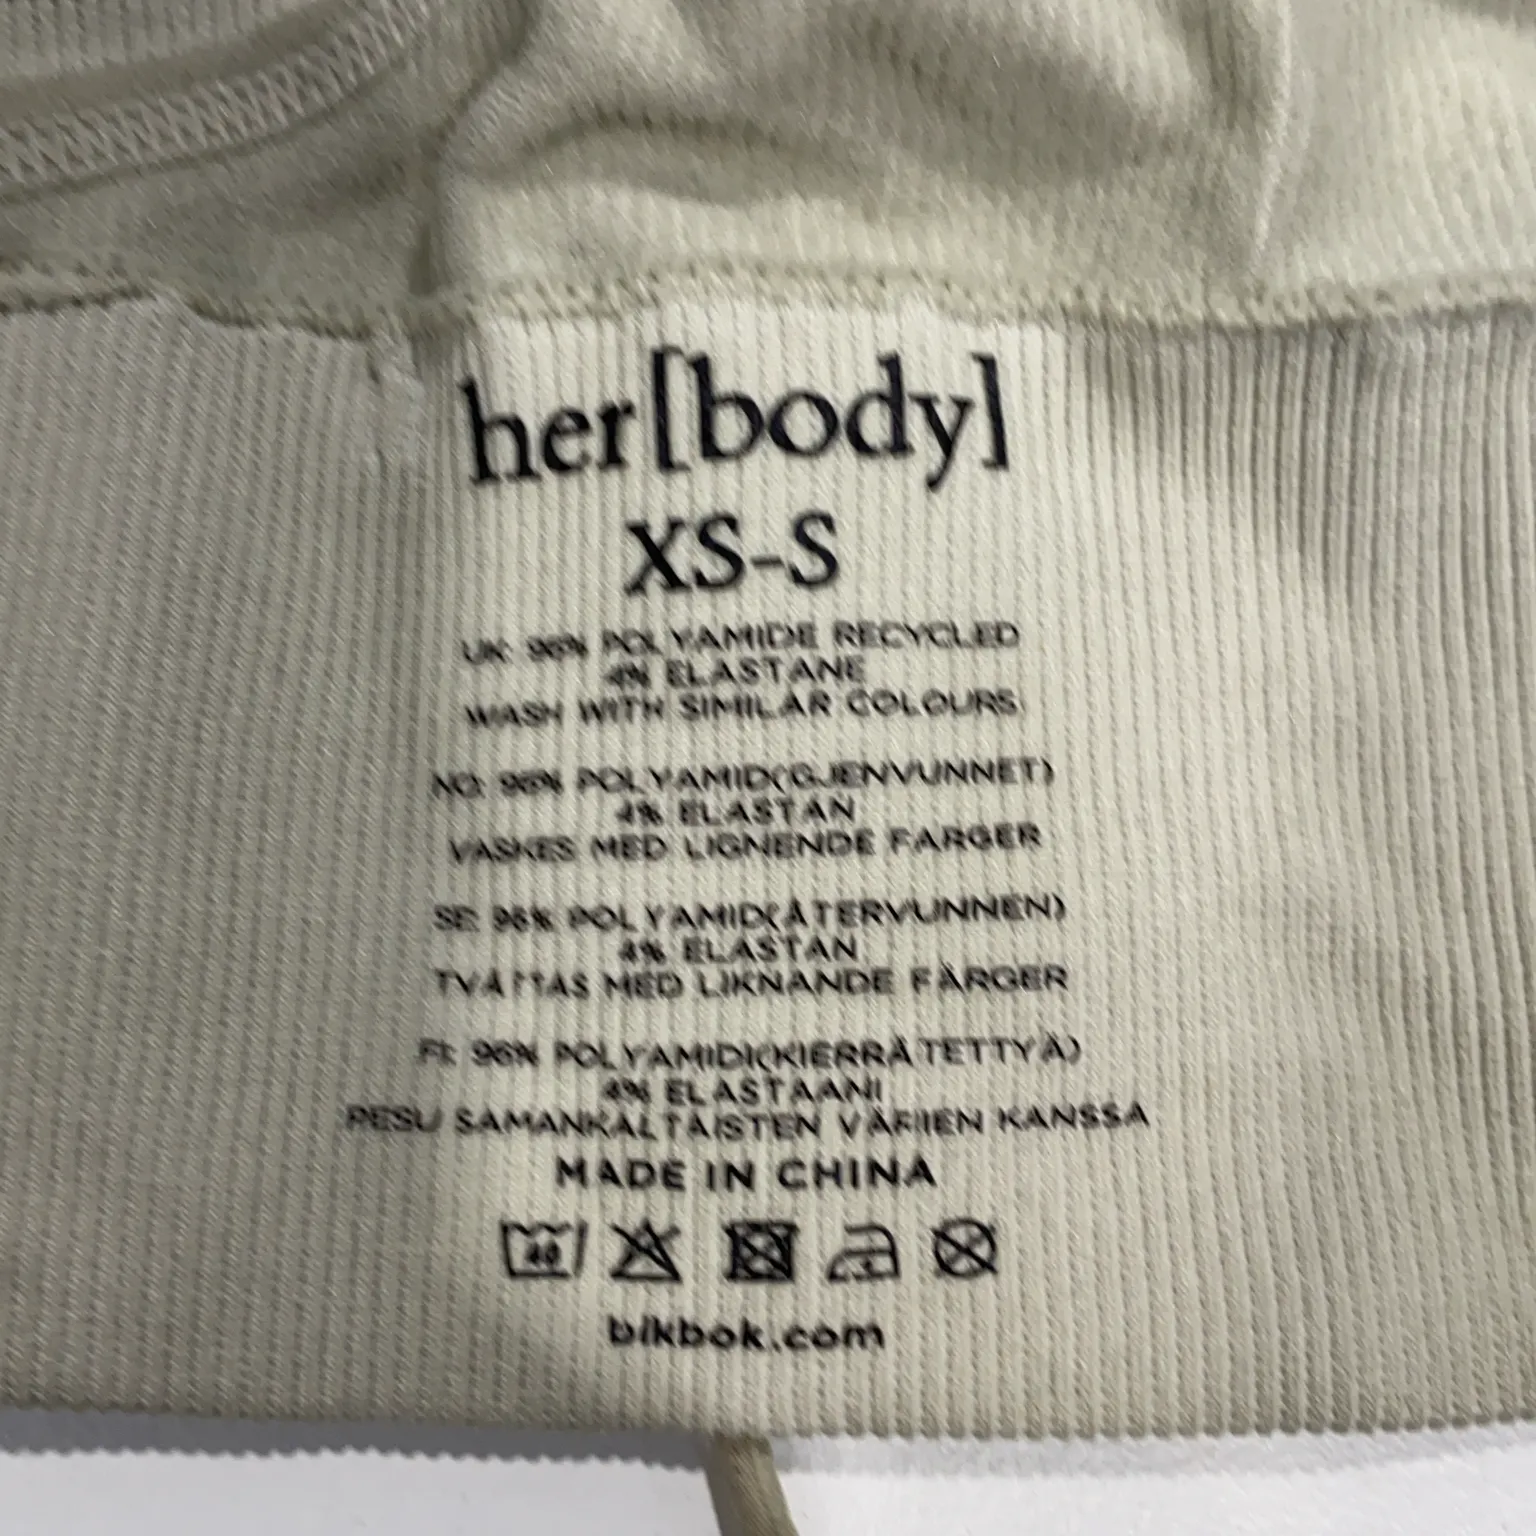 her[body]
XS-S
UK: 96% POLYAMIDE RECYCLED
4% ELASTANE
WASH WITH SIMILAR COLOURS
NO: 96% POLYAMID(GJENVUNNET)
4% ELASTAN
VASKES MED LIGNENDE FARGER
SE: 96% POLYAMID(ÅTERVUNNEN)
4% ELASTAN
TVÄTTAS MED LIKNANDE FÄRGER
FI: 96% POLYAMIDI(KIERRÄTETTYÄ)
4% ELASTAANI
PESU SAMANKALTAISTEN VÄRIEN KANSSA
MADE IN CHINA
40
bikbok.com